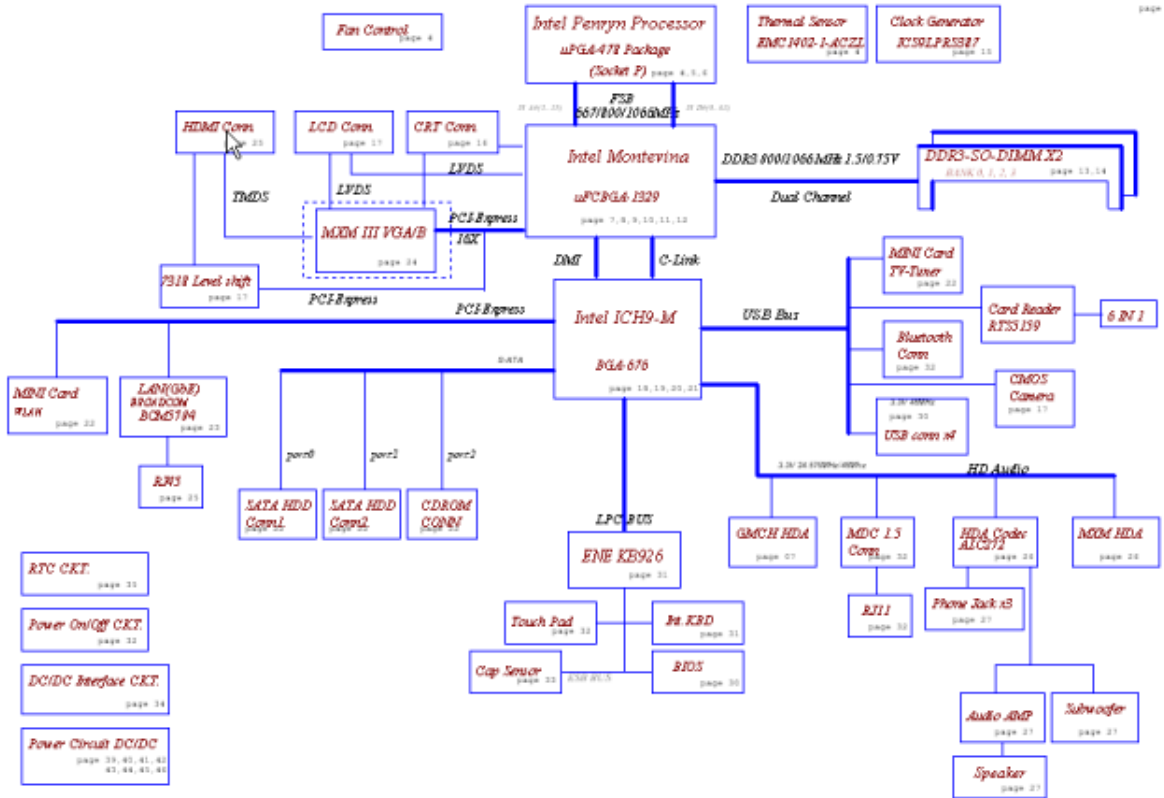 page
Fan Control
page 4
Intel Penryn Processor
uPGA-478 Package
(Socket P) page 4,5,6
Thermal Sensor
EMC1402-1-ACZL
page 4
Clock Generator
ICS9LPRS387
page 15
FSB
667/800/1066MHz
HDMI Conn
page 25
LCD Conn
page 17
CRT Conn
page 16
Intel Montevina
uFCBGA-1329
page 7,8,9,10,11,12
DDR3 800/1066MHz 1.5/0.75V
Dual Channel
DDR3-SO-DIMM X2
BANK 0, 1, 2, 3
page 13,14
TMDS
LVDS
LVDS
MXM III VGA/B
page 24
PCI-Express
16X
7318 Level shift
page 17
PCI-Express
DMI
C-Link
PCI-Express
Intel ICH9-M
BGA-676
page 18,19,20,21
USB Bus
MINI Card
TV-Tuner
page 22
Card Reader
RTS5159
6 IN 1
Bluetooth
Conn
page 32
CMOS
Camera
page 17
page 35
USB conn x4
SATA
MINI Card
WLAN
page 22
LAN(GbE)
BROADCOM
BCM5784
page 23
RJ45
page 25
port0
port1
port2
SATA HDD
Conn1
SATA HDD
Conn2
CDROM
CONN
HD Audio
GMCH HDA
page 07
MDC 1.5
Conn
page 32
HDA Codec
ALC272
page 26
MXM HDA
page 26
LPC BUS
ENE KB926
page 31
RJ11
page 32
Phone Jack x3
page 27
Touch Pad
page 32
Int.KBD
page 31
Cap Sensor
page 33
ESB BUS
BIOS
page 30
RTC CKT.
page 35
Power On/Off CKT.
page 32
DC/DC Interface CKT.
page 34
Power Circuit DC/DC
page 39,40,41,42
43,44,45,46
Audio AMP
page 27
Subwoofer
page 27
Speaker
page 27